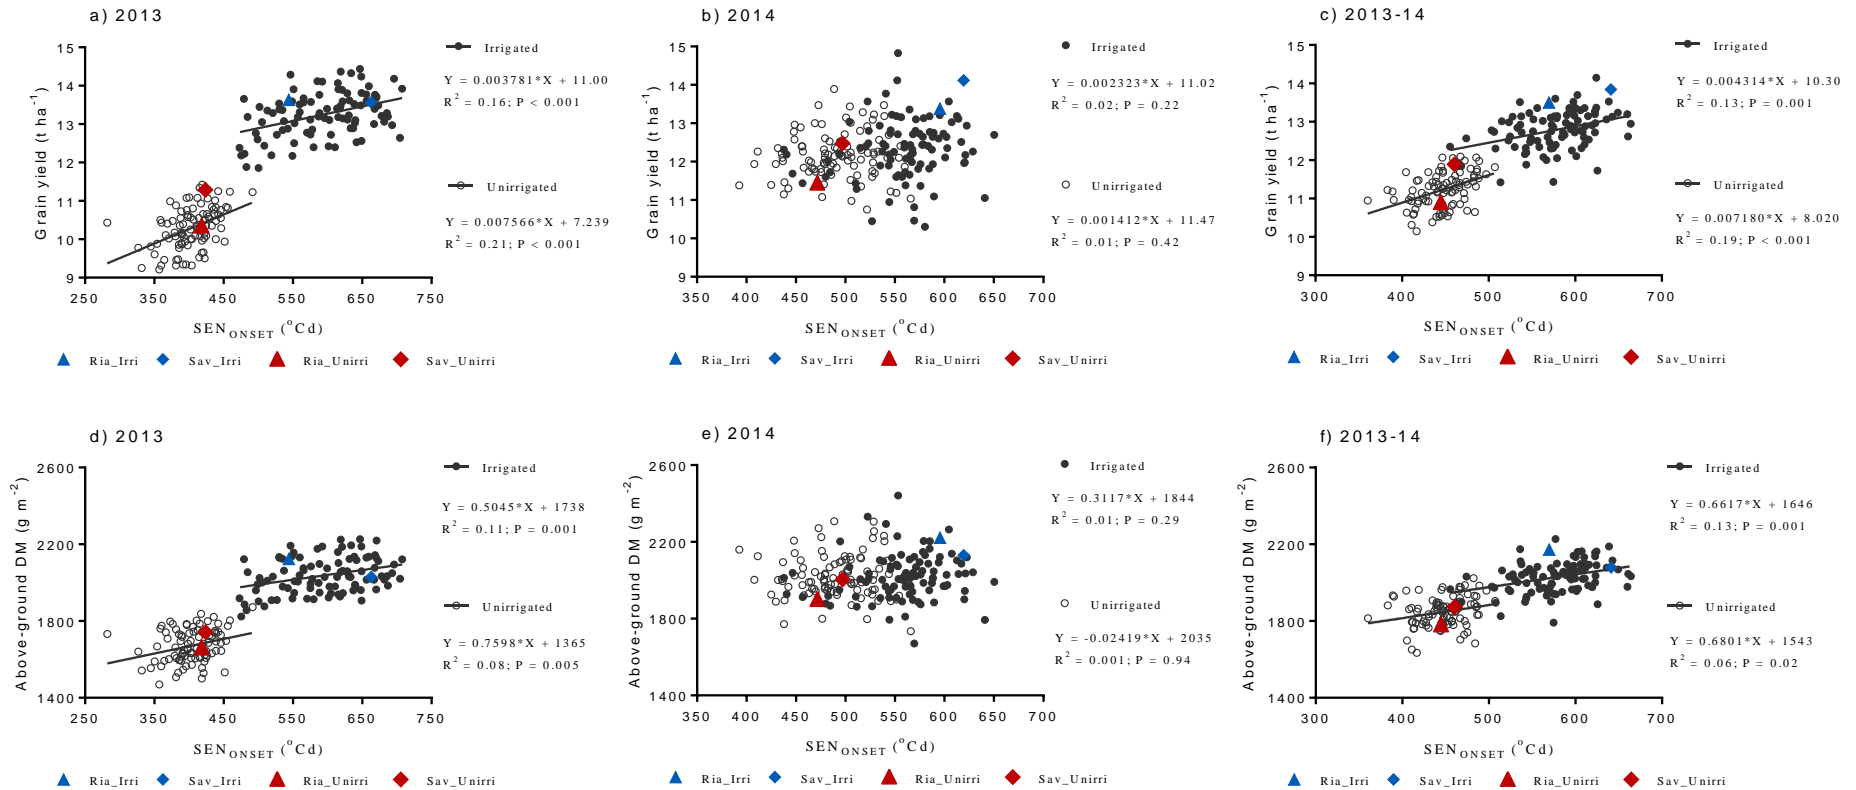 a) 2013
15
14
13
12
11
10
9
Grain yield (t ha-1)
250 350 450 550 650 750
SENONSET (oCd)
Irrigated
Y = 0.003781*X + 11.00
R2 = 0.16; P < 0.001
Unirrigated
Y = 0.007566*X + 7.239
R2 = 0.21; P < 0.001
Ria_Irri Sav_Irri Ria_Unirri Sav_Unirri
b) 2014
15
14
13
12
11
10
9
Grain yield (t ha-1)
350 400 450 500 550 600 650 700
SENONSET (oCd)
Irrigated
Y = 0.002323*X + 11.02
R2 = 0.02; P = 0.22
Unirrigated
Y = 0.001412*X + 11.47
R2 = 0.01; P = 0.42
Ria_Irri Sav_Irri Ria_Unirri Sav_Unirri
c) 2013-14
15
14
13
12
11
10
9
Grain yield (t ha-1)
300 400 500 600 700
SENONSET (oCd)
Irrigated
Y = 0.004314*X + 10.30
R2 = 0.13; P = 0.001
Unirrigated
Y = 0.007180*X + 8.020
R2 = 0.19; P < 0.001
Ria_Irri Sav_Irri Ria_Unirri Sav_Unirri
d) 2013
2600
2200
1800
1400
Above-ground DM (g m-2)
250 350 450 550 650 750
SENONSET (oCd)
Irrigated
Y = 0.5045*X + 1738
R2 = 0.11; P = 0.001
Unirrigated
Y = 0.7598*X + 1365
R2 = 0.08; P = 0.005
Ria_Irri Sav_Irri Ria_Unirri Sav_Unirri
e) 2014
2600
2200
1800
1400
Above-ground DM (g m-2)
350 400 450 500 550 600 650 700
SENONSET (oCd)
Irrigated
Y = 0.3117*X + 1844
R2 = 0.01; P = 0.29
Unirrigated
Y = -0.02419*X + 2035
R2 = 0.001; P = 0.94
Ria_Irri Sav_Irri Ria_Unirri Sav_Unirri
f) 2013-14
2600
2200
1800
1400
Above-ground DM (g m-2)
300 400 500 600 700
SENONSET (oCd)
Irrigated
Y = 0.6617*X + 1646
R2 = 0.13; P = 0.001
Unirrigated
Y = 0.6801*X + 1543
R2 = 0.06; P = 0.02
Ria_Irri Sav_Irri Ria_Unirri Sav_Unirri